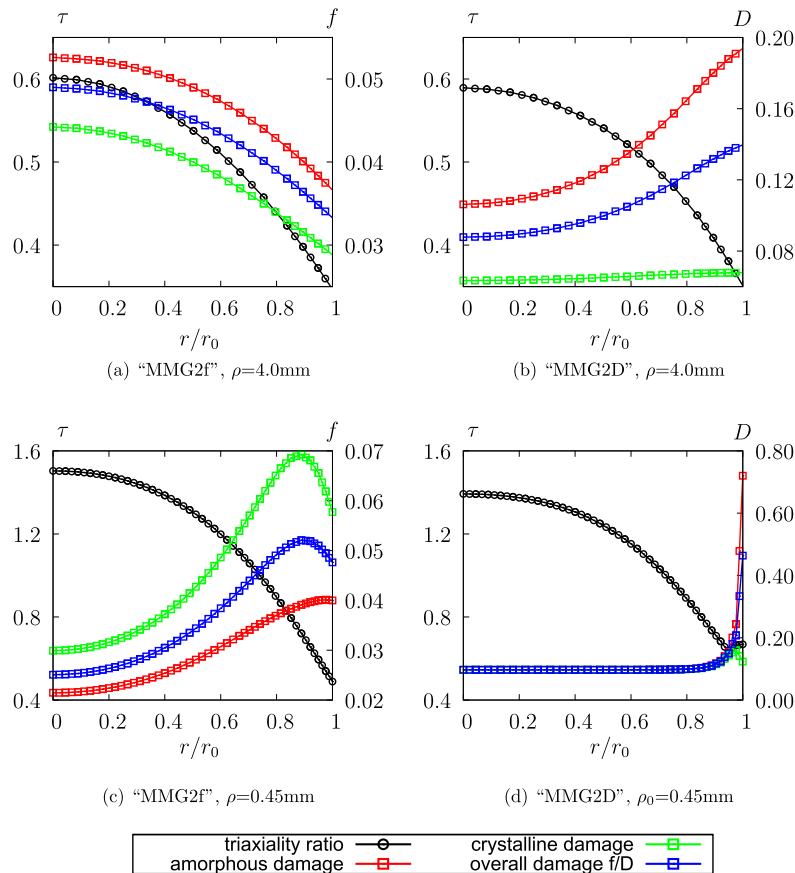 τ f
0.6 0.05
0.5 0.04
0.4 0.03
0 0.2 0.4 0.6 0.8 1
r/r0
(a) “MMG2f”, ρ=4.0mm
τ D
0.6 0.20
0.16
0.5 0.12
0.4 0.08
0 0.2 0.4 0.6 0.8 1
r/r0
(b) “MMG2D”, ρ=4.0mm
τ f
1.6 0.07
0.06
1.2 0.05
0.8 0.04
0.03
0.4 0.02
0 0.2 0.4 0.6 0.8 1
r/r0
(c) “MMG2f”, ρ=0.45mm
τ D
1.6 0.80
1.2 0.60
0.40
0.8 0.20
0.4 0.00
0 0.2 0.4 0.6 0.8 1
r/r0
(d) “MMG2D”, ρ0=0.45mm
triaxiality ratio crystalline damage
amorphous damage overall damage f/D